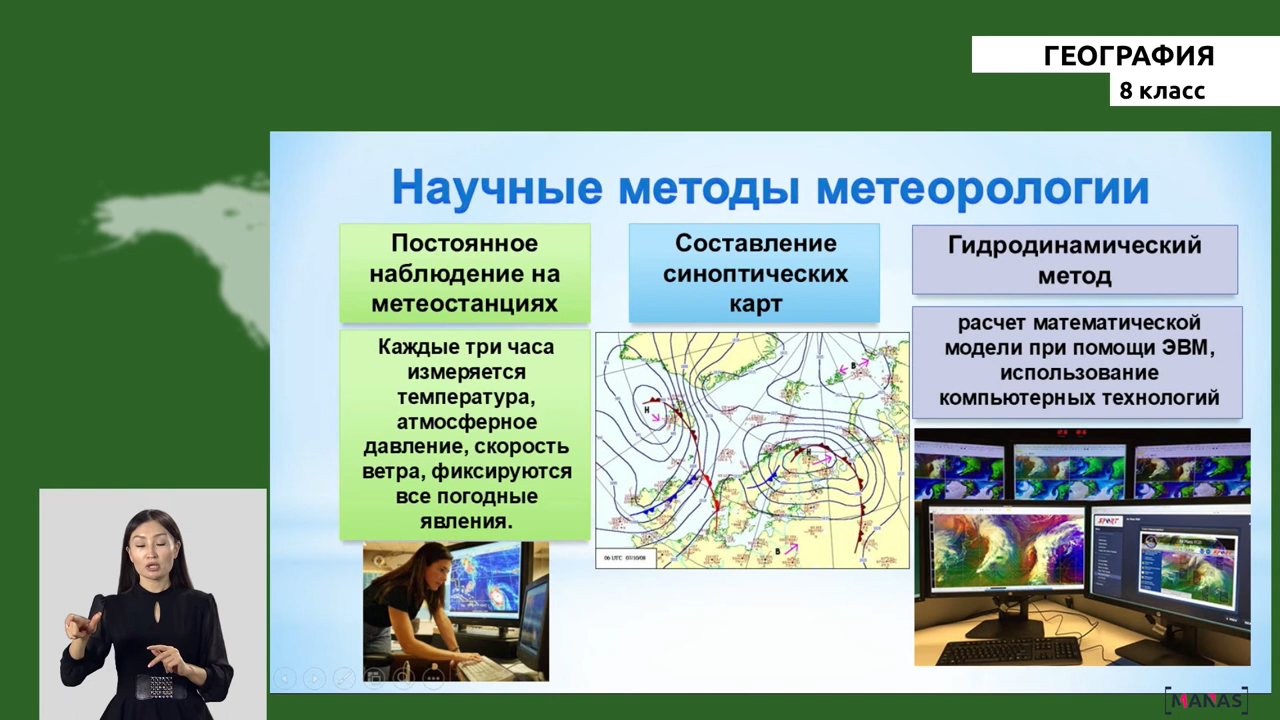 ГЕОГРАФИЯ
8 класс
Научные методы метеорологии
Постоянное
наблюдение на
метеостанциях
Каждые три часа
измеряется
температура,
атмосферное
давление, скорость
ветра, фиксируются
все погодные
явления.
Составление
синоптических
карт
Н
В
Н
В
Гидродинамический
метод
расчет математической
модели при помощи ЭВМ,
использование
компьютерных технологий
[MANAS]